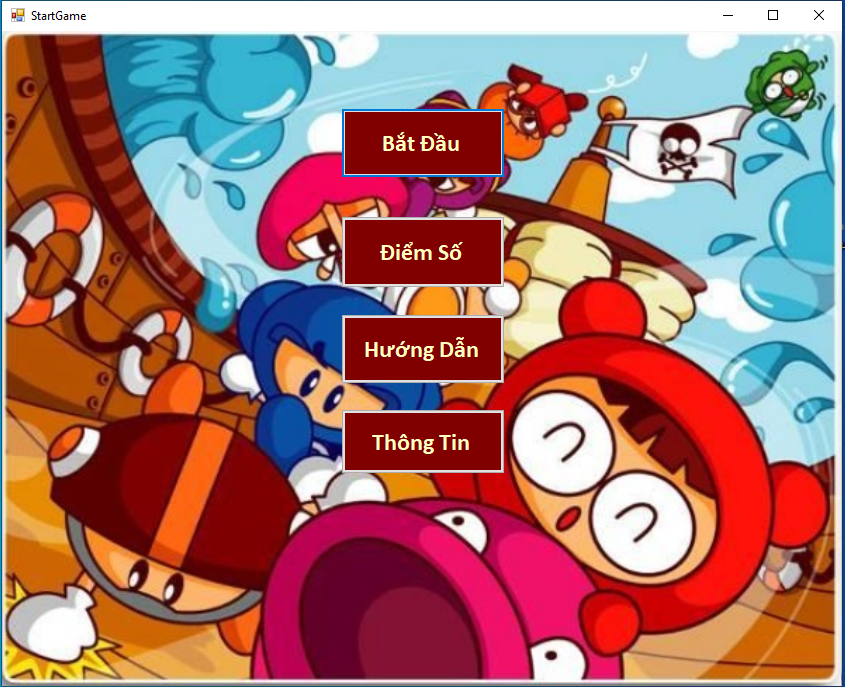 StartGame
Bắt Đầu
Điểm Số
Hướng Dẫn
Thông Tin